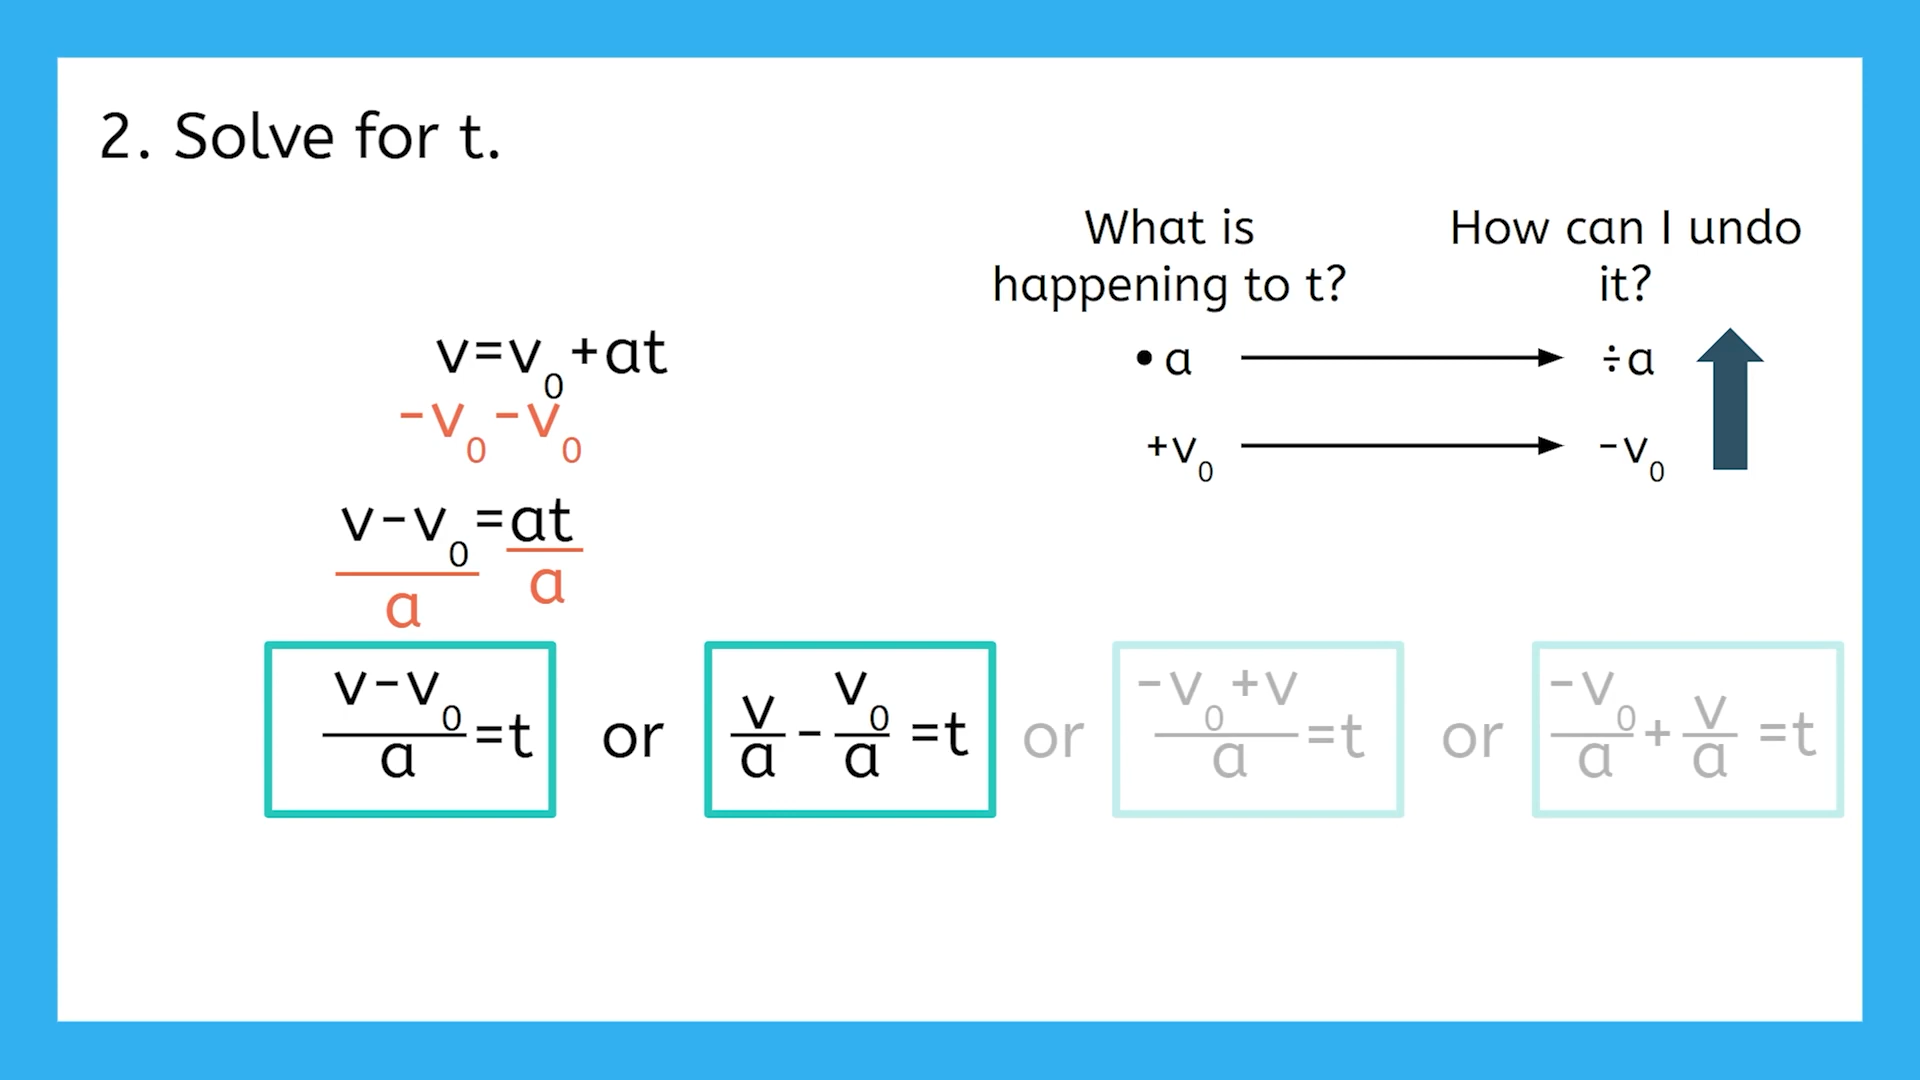 2. Solve for t.
What is happening to t?
How can I undo it?
• a → ÷a
+v₀ → -v₀
v=v₀+at
-v₀ -v₀
v-v₀=at
a a
(v-v₀)/a=t or v/a - v₀/a =t or (-v₀+v)/a=t or -v₀/a + v/a =t